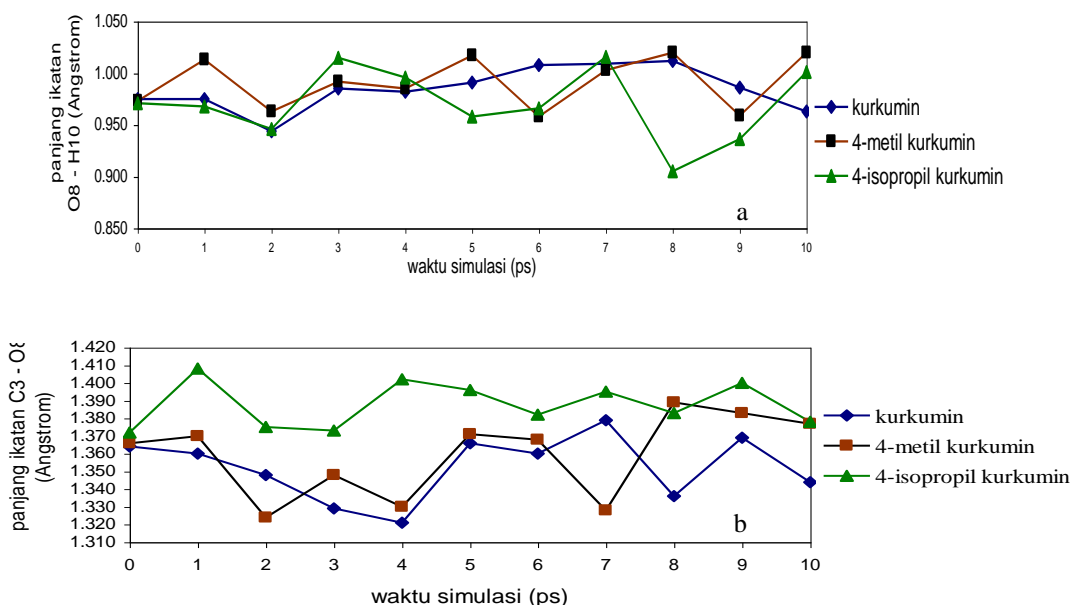 panjang ikatan
O8 - H10 (Angstrom)
1.050
1.000
0.950
0.900
0.850
0 1 2 3 4 5 6 7 8 9 10
waktu simulasi (ps)
a
kurkumin
4-metil kurkumin
4-isopropil kurkumin
panjang ikatan C3 - O8
(Angstrom)
1.420
1.410
1.400
1.390
1.380
1.370
1.360
1.350
1.340
1.330
1.320
1.310
0 1 2 3 4 5 6 7 8 9 10
waktu simulasi (ps)
b
kurkumin
4-metil kurkumin
4-isopropil kurkumin